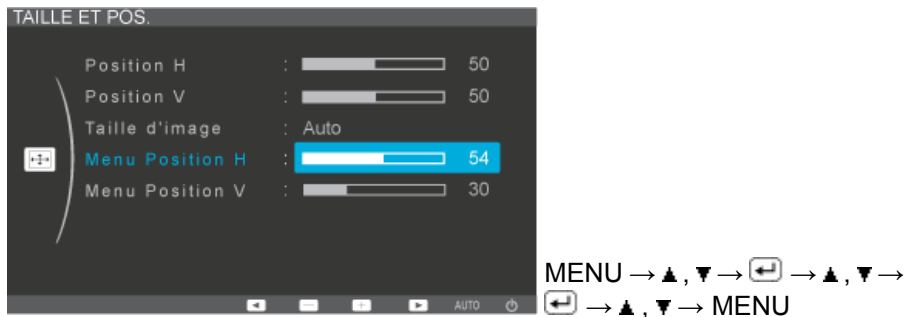 TAILLE ET POS.
Position H : 50
Position V : 50
Taille d'image : Auto
Menu Position H : 54
Menu Position V : 30
AUTO
MENU → ▲ , ▼ → ↵ → ▲ , ▼ →
↵ → ▲ , ▼ → MENU